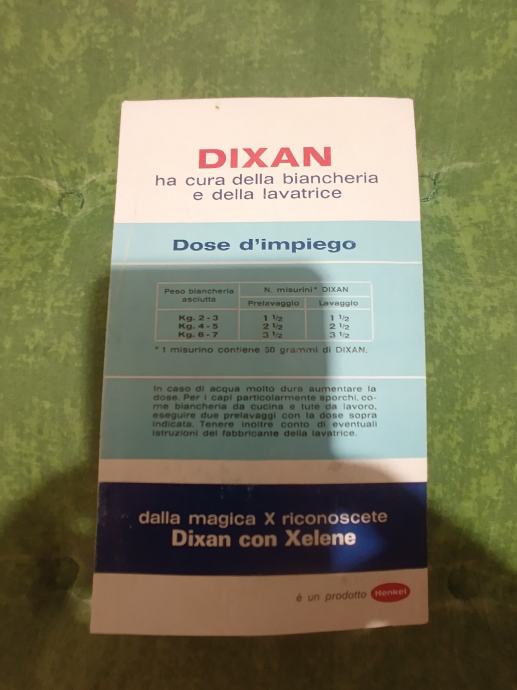 DIXAN
ha cura della biancheria
e della lavatrice
Dose d'impiego
Peso biancheria asciutta | N. misurini* DIXAN
Prelavaggio | Lavaggio
Kg. 2 - 3 | 1 1/2 | 1 1/2
Kg. 4 - 5 | 2 1/2 | 2 1/2
Kg. 6 - 7 | 3 1/2 | 3 1/2
* 1 misurino contiene 50 grammi di DIXAN.
In caso di acqua molto dura aumentare la
dose. Per i capi particolarmente sporchi, co-
me biancheria da cucina e tute da lavoro,
eseguire due prelavaggi con la dose sopra
indicata. Tenere inoltre conto di eventuali
istruzioni del fabbricante della lavatrice.
dalla magica X riconoscete
Dixan con Xelene
è un prodotto Henkel